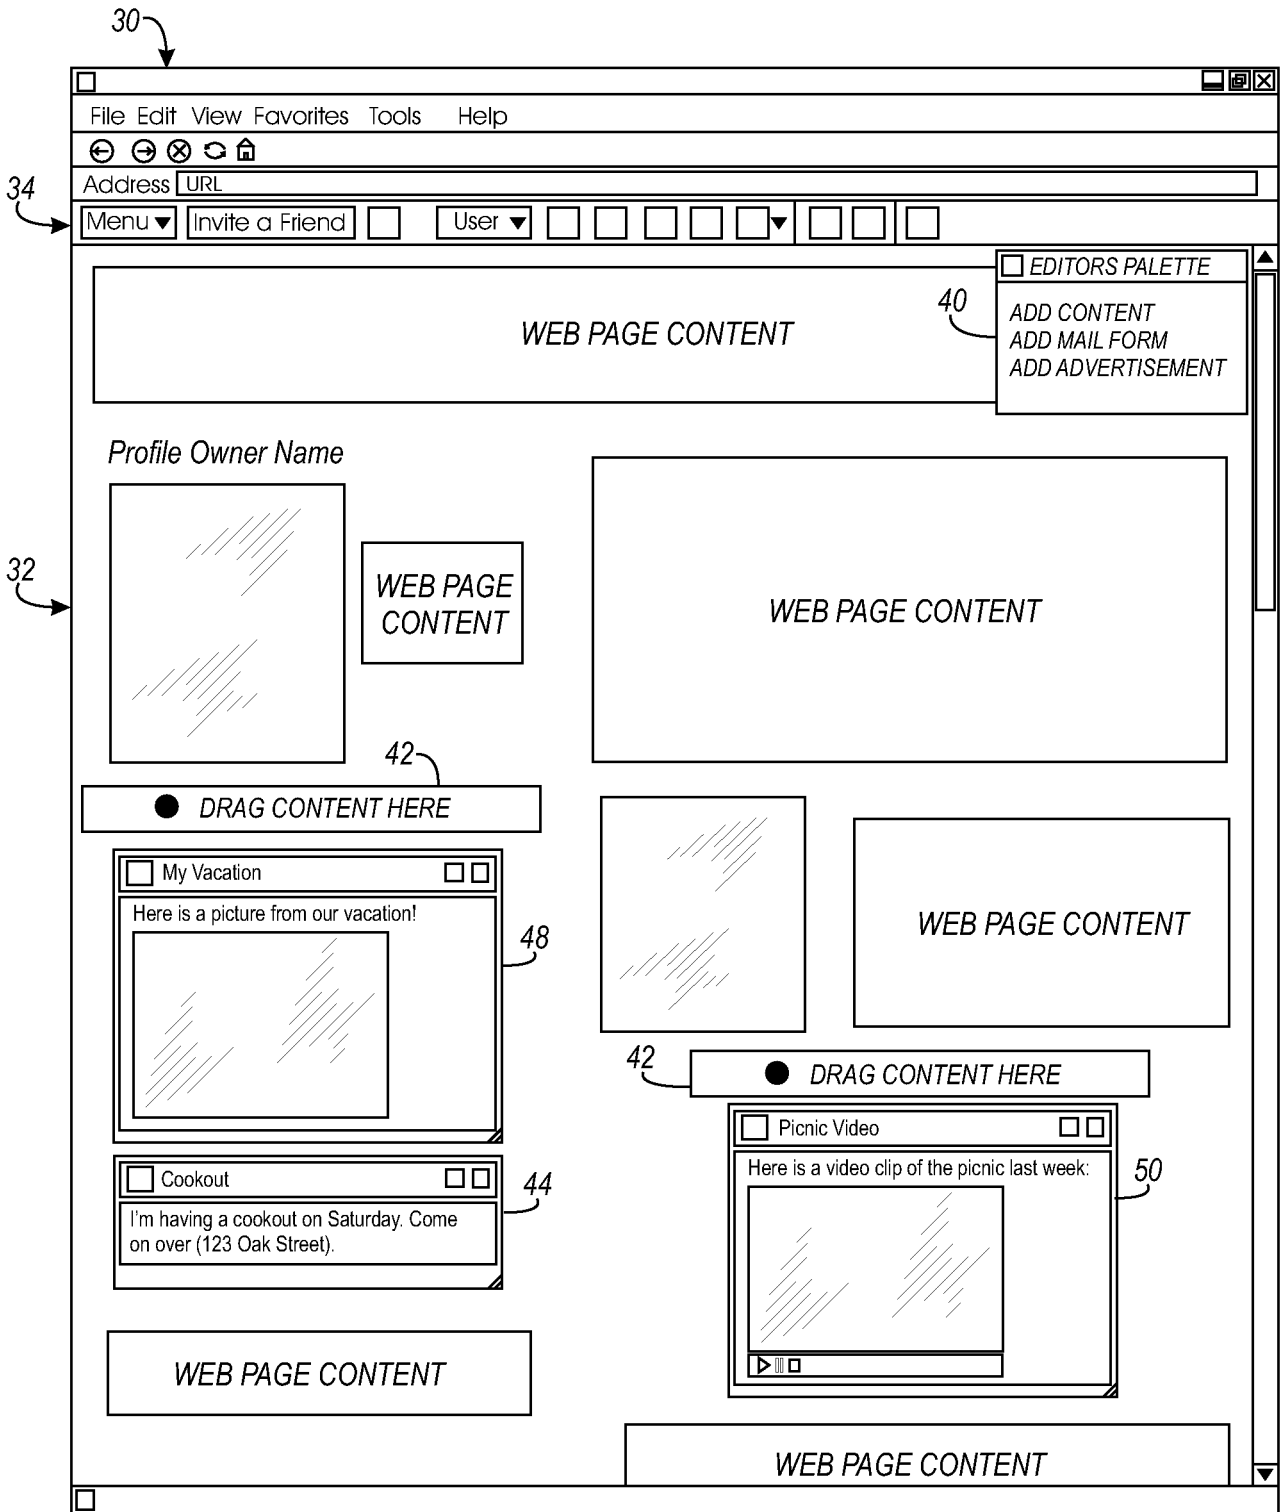 30
File Edit View Favorites Tools Help
Address URL
34
Menu Invite a Friend User
EDITORS PALETTE
40
ADD CONTENT
ADD MAIL FORM
ADD ADVERTISEMENT
WEB PAGE CONTENT
Profile Owner Name
32
WEB PAGE
CONTENT
WEB PAGE CONTENT
42
DRAG CONTENT HERE
My Vacation
Here is a picture from our vacation!
48
WEB PAGE CONTENT
42
DRAG CONTENT HERE
Cookout
44
I'm having a cookout on Saturday. Come
on over (123 Oak Street).
Picnic Video
Here is a video clip of the picnic last week:
50
WEB PAGE CONTENT
WEB PAGE CONTENT